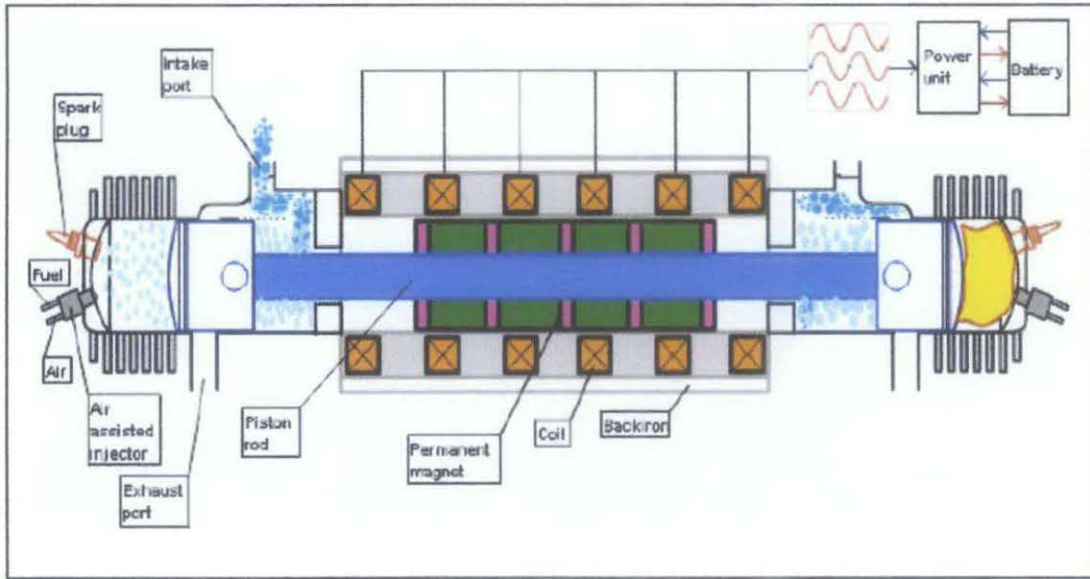 Intake
port
Spark
plug
Power
unit
Battery
Fuel
Air
Air
assisted
injector
Exhaust
port
Piston
rod
Permanent
magnet
Coil
Backiron